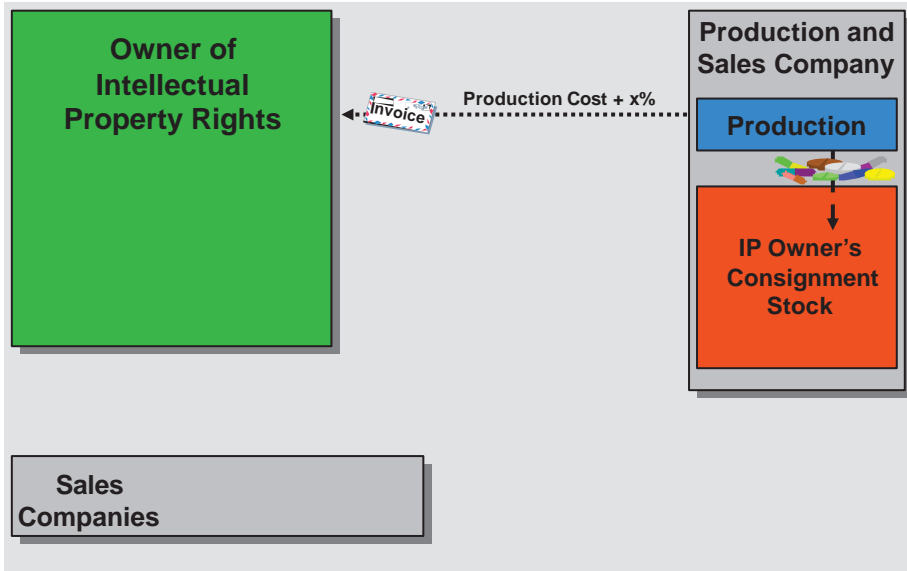 Owner of
Intellectual
Property Rights
Invoice
Production Cost + x%
Production and
Sales Company
Production
IP Owner's
Consignment
Stock
Sales
Companies